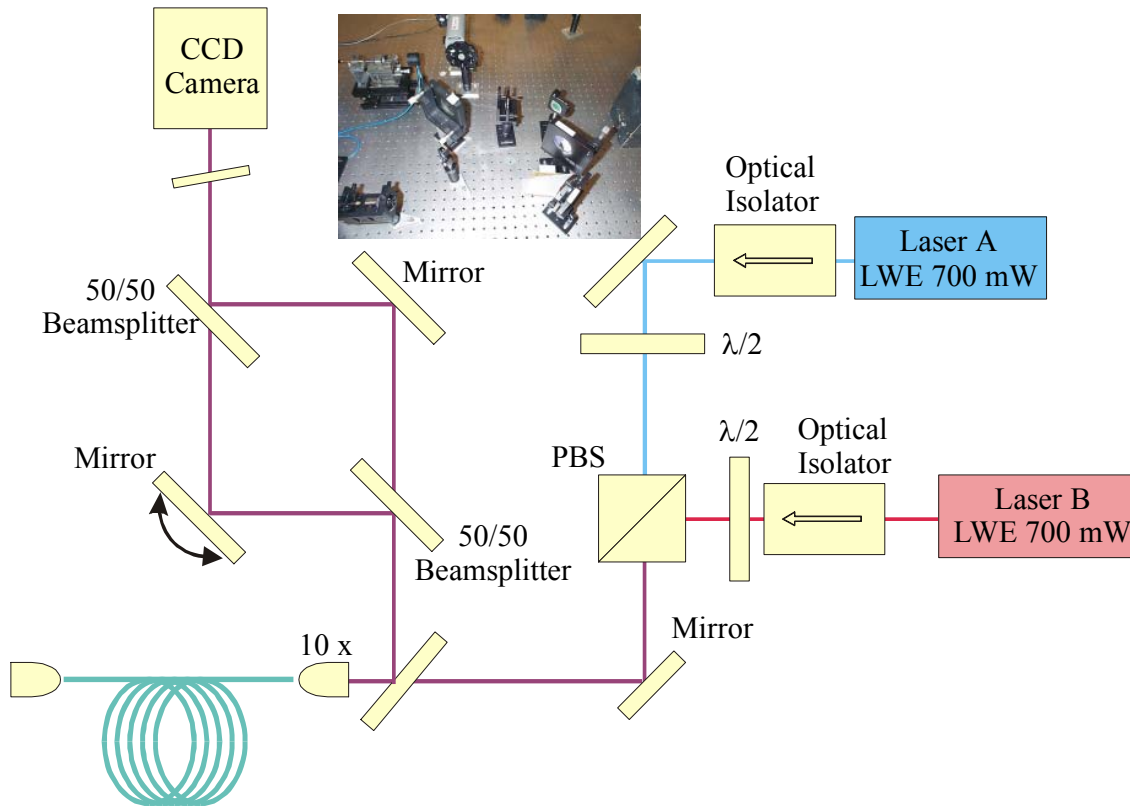 CCD
Camera
Optical
Isolator
Laser A
LWE 700 mW
Mirror
50/50
Beamsplitter
λ/2
λ/2
Optical
Isolator
PBS
Mirror
Laser B
LWE 700 mW
50/50
Beamsplitter
Mirror
10 x